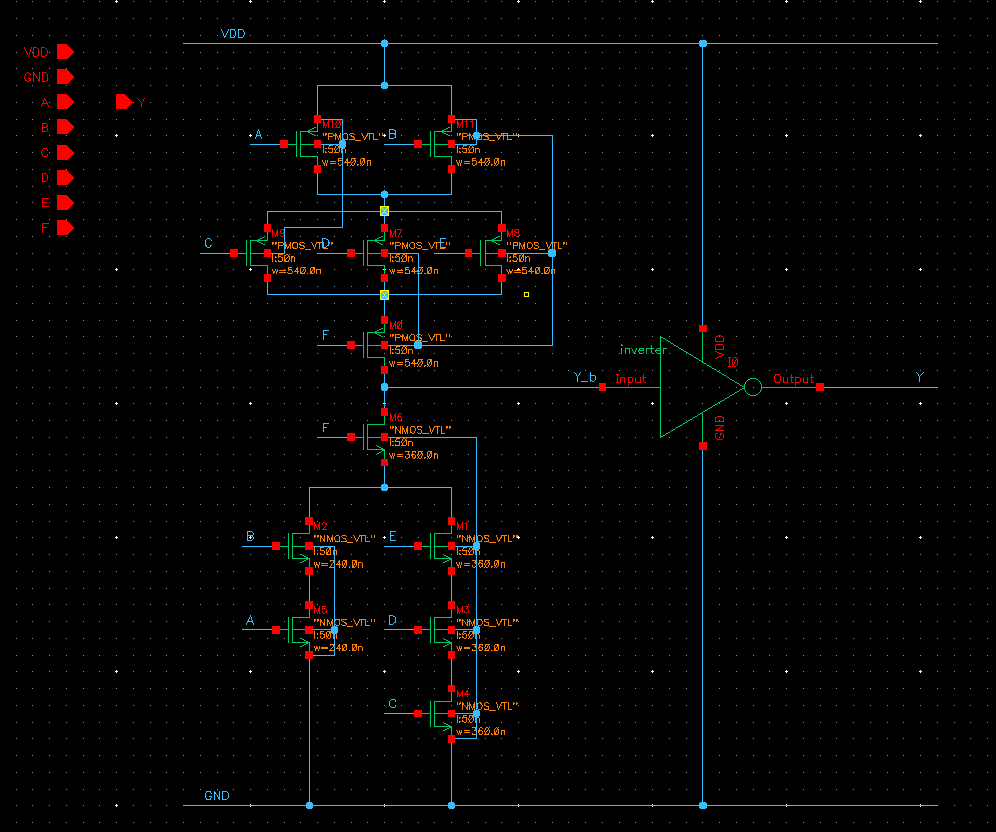 VDD
VDD
GND
A
Y
B
C
D
E
F
A
M10
"PMOS_VTL"
l:50n
w=540.0n
B
M11
"PMOS_VTL"
l:50n
w=540.0n
C
M9
"PMOS_VTL"
l:50n
w=540.0n
D
M7
"PMOS_VTL"
l:50n
w=540.0n
E
M8
"PMOS_VTL"
l:50n
w=540.0n
F
"PMOS_VTL"
l:50n
w=540.0n
inverter
VDD
I0
Y_b
Input
Output
Y
GND
F
M6
"NMOS_VTL"
l:50n
w=360.0n
B
M2
"NMOS_VTL"
l:50n
w=240.0n
E
M1
"NMOS_VTL"
l:50n
w=360.0n
A
M5
"NMOS_VTL"
l:50n
w=240.0n
D
M3
"NMOS_VTL"
l:50n
w=360.0n
C
M4
"NMOS_VTL"
l:50n
w=360.0n
GND